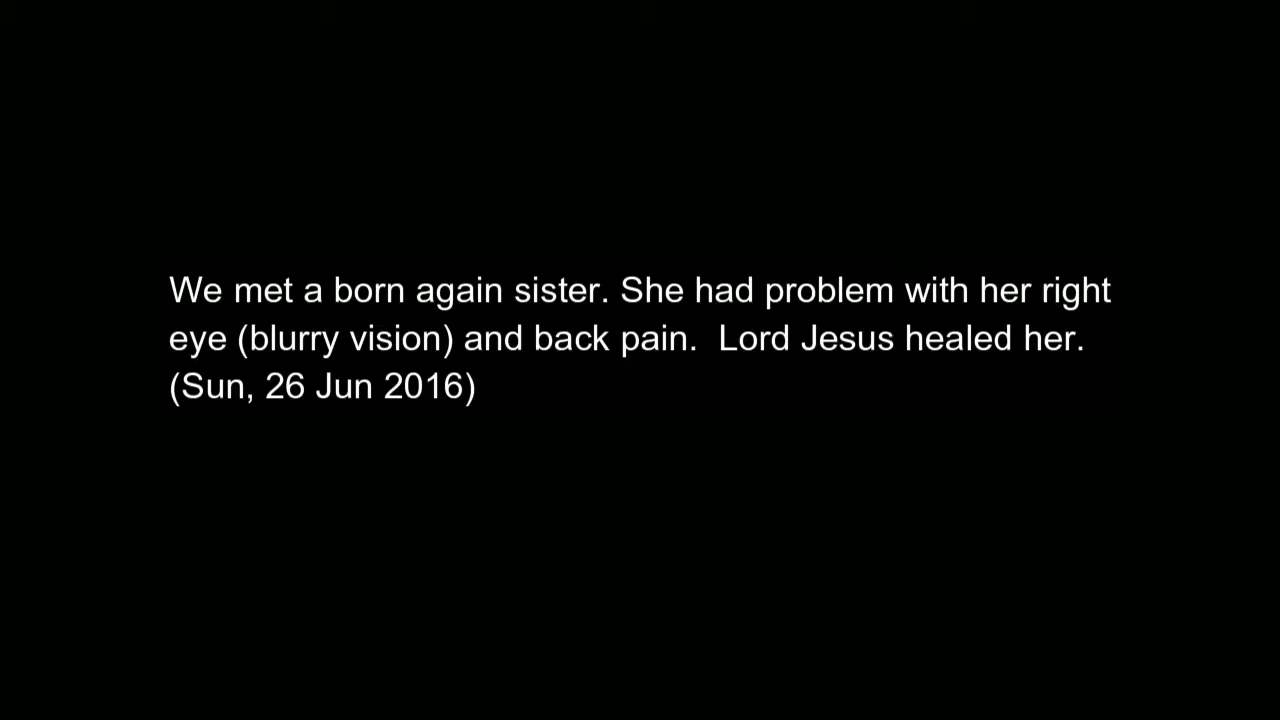 We met a born again sister. She had problem with her right
eye (blurry vision) and back pain.  Lord Jesus healed her.
(Sun, 26 Jun 2016)